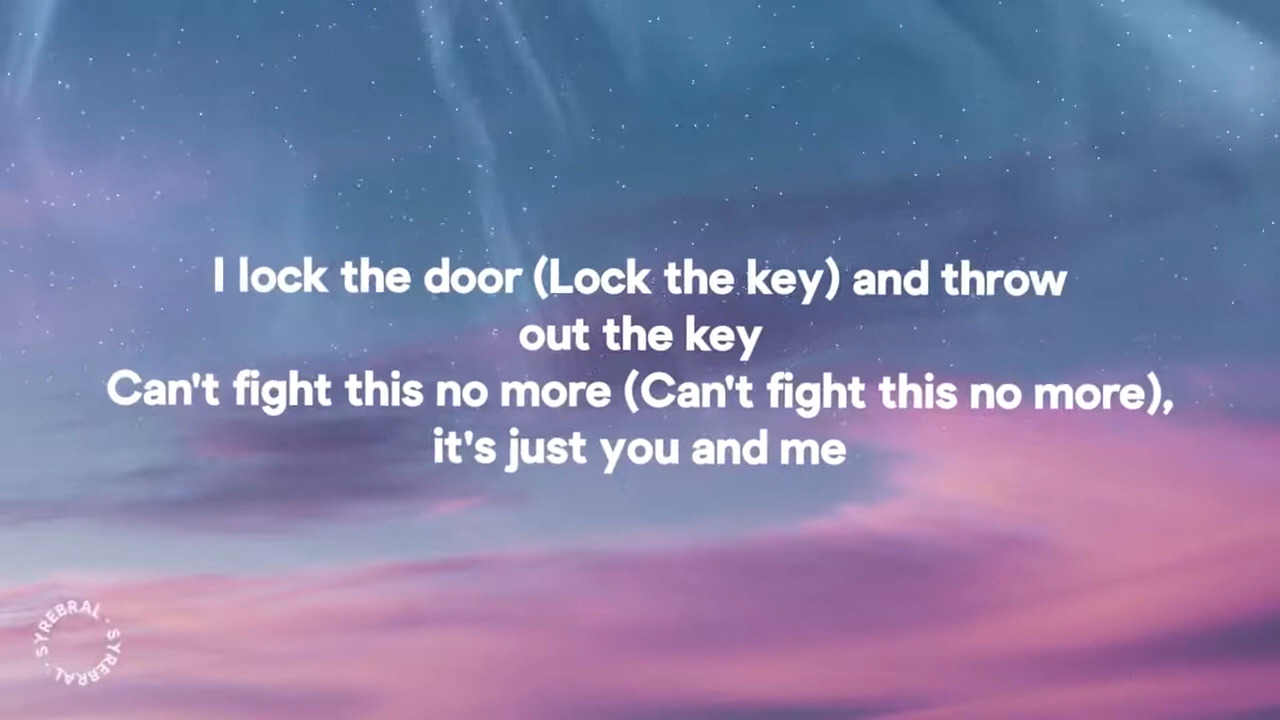 I lock the door (Lock the key) and throw
out the key
Can't fight this no more (Can't fight this no more),
it's just you and me
SYREBRAL · SYREBRAL ·